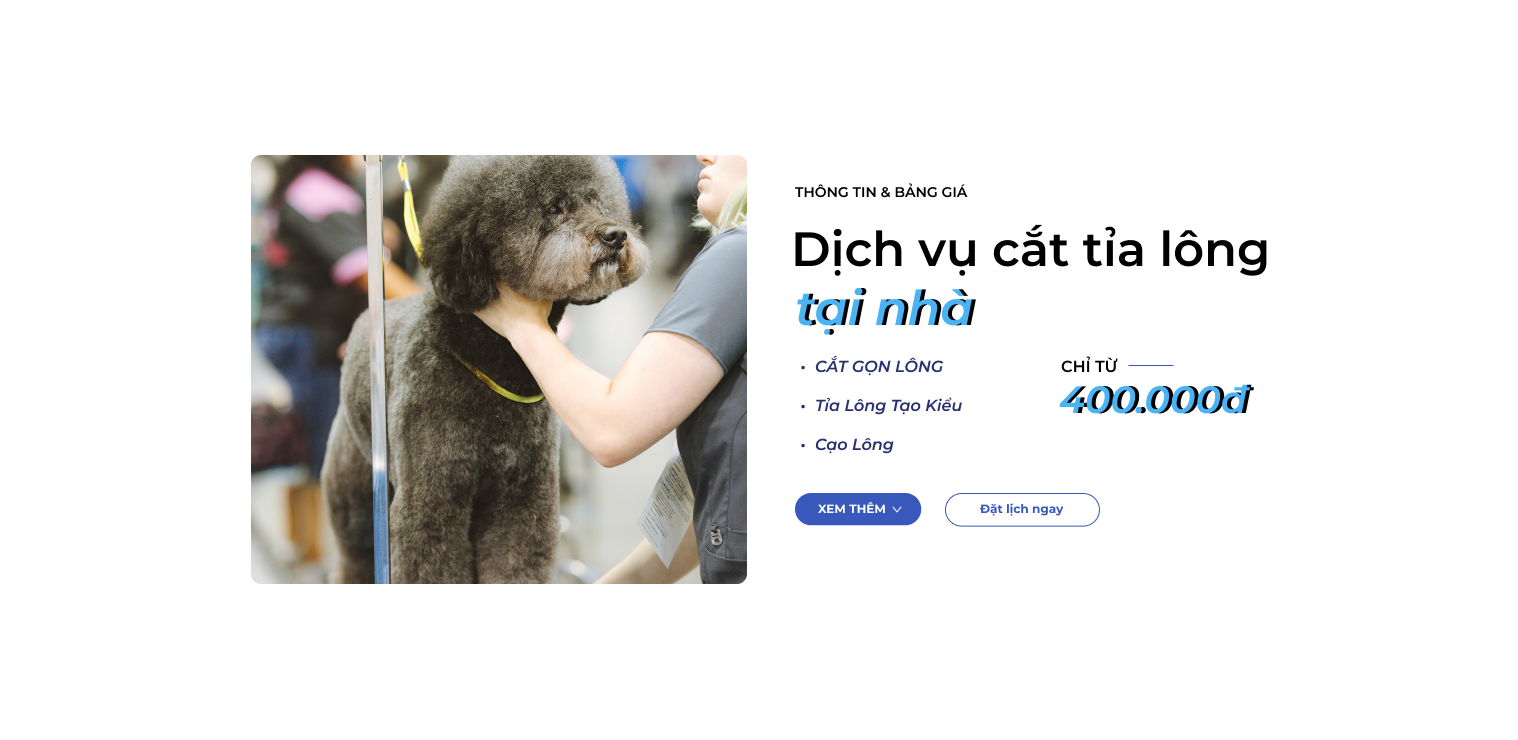 THÔNG TIN & BẢNG GIÁ
Dịch vụ cắt tỉa lông
tại nhà
• CẮT GỌN LÔNG
• Tỉa Lông Tạo Kiểu
• Cạo Lông
CHỈ TỪ
400.000đ
XEM THÊM
Đặt lịch ngay